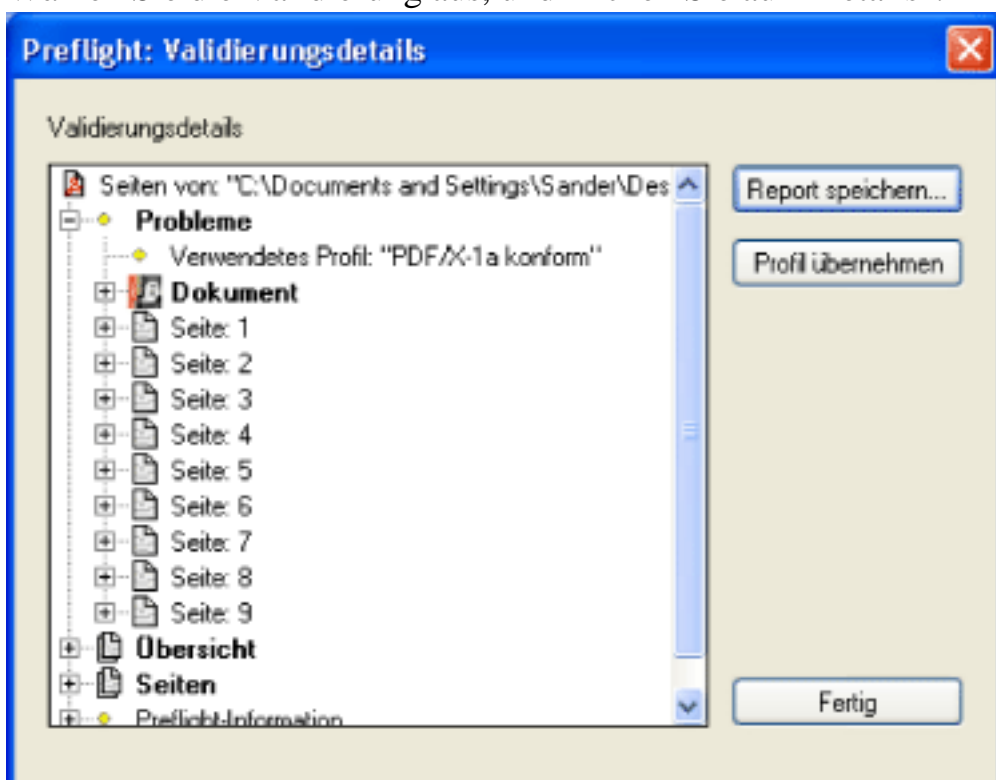 Preflight: Validierungsdetails
Validierungsdetails
Seiten von: "C:\Documents and Settings\Sander\Des
Probleme
Verwendetes Profil: "PDF/X-1a konform"
Dokument
Seite: 1
Seite: 2
Seite: 3
Seite: 4
Seite: 5
Seite: 6
Seite: 7
Seite: 8
Seite: 9
Übersicht
Seiten
Preflight-Information
Report speichern...
Profil übernehmen
Fertig